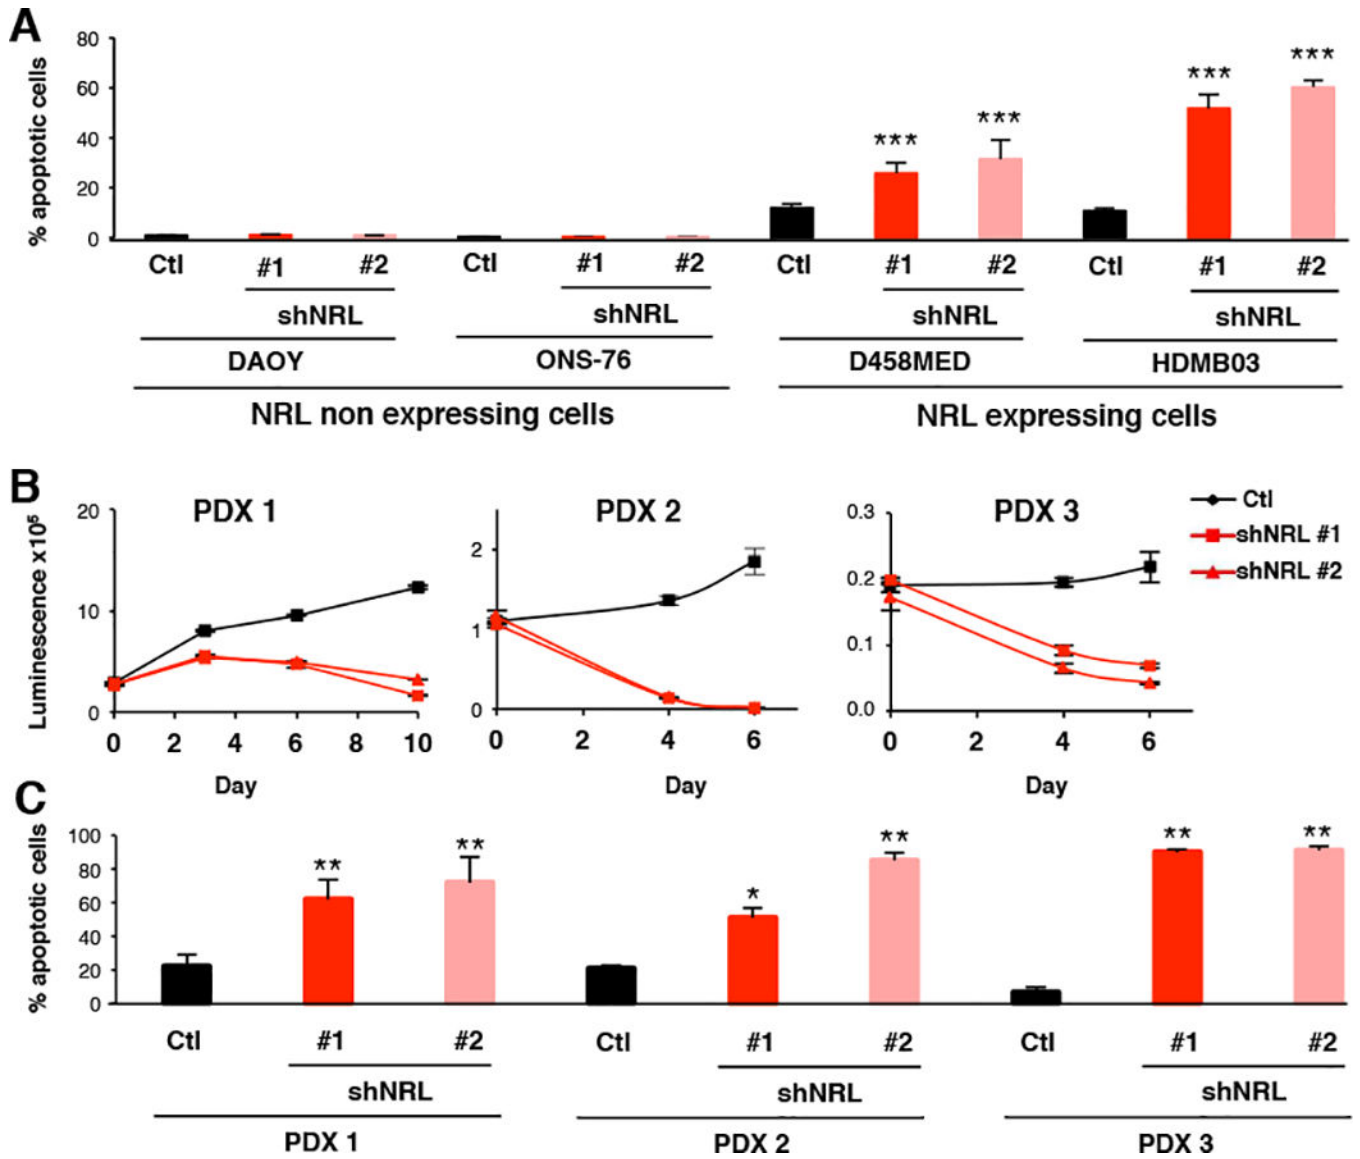 A
% apoptotic cells
80
60
40
20
0
***
***
***
***
Ctl #1 #2 Ctl #1 #2 Ctl #1 #2 Ctl #1 #2
shNRL shNRL shNRL shNRL
DAOY ONS-76 D458MED HDMB03
NRL non expressing cells NRL expressing cells
B
Luminescence x10⁵
PDX 1
20
10
0
0 2 4 6 8 10
Day
PDX 2
2
1
0
0 2 4 6
Day
PDX 3
0.3
0.2
0.1
0.0
0 2 4 6
Day
Ctl
shNRL #1
shNRL #2
C
% apoptotic cells
100
80
60
40
20
0
** ** * ** ** **
Ctl #1 #2 Ctl #1 #2 Ctl #1 #2
shNRL shNRL shNRL
PDX 1 PDX 2 PDX 3